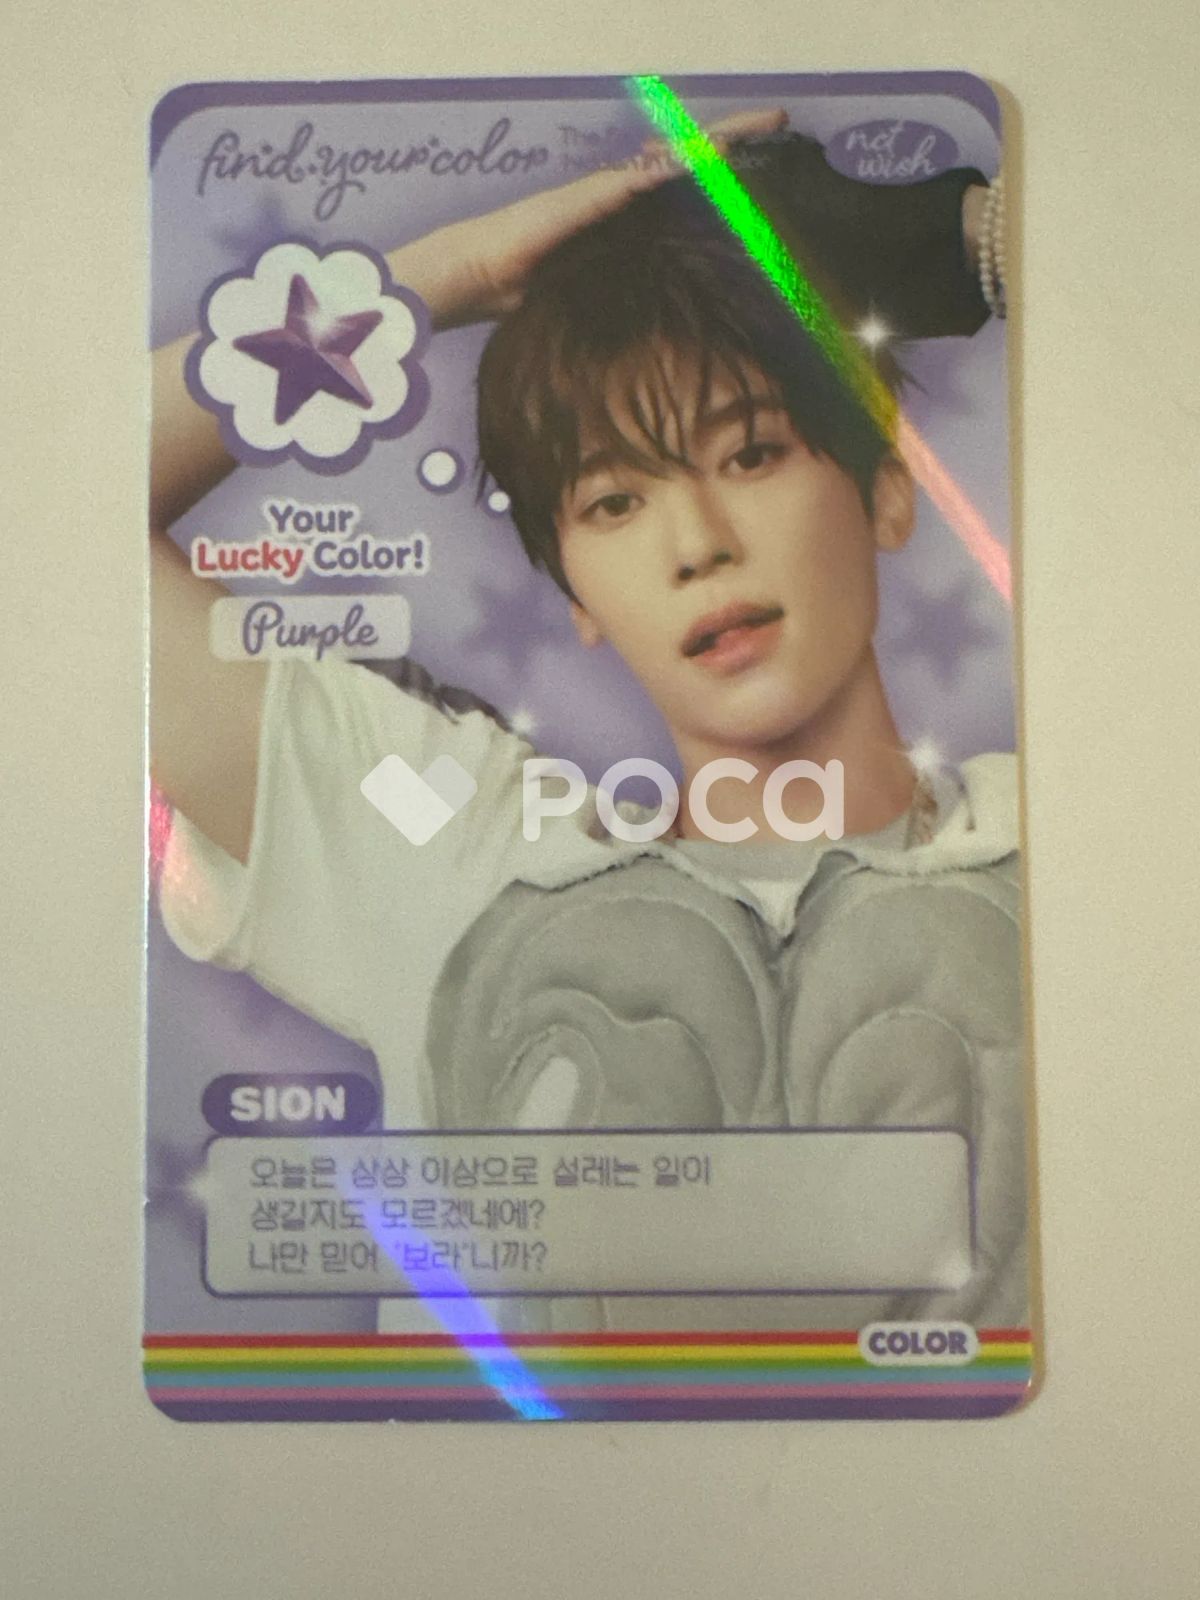 find.your.color
nct
wish
Your
Lucky Color!
Purple
poca
SION
오늘은 상상 이상으로 설레는 일이
생길지도 모르겠네에?
나만 믿어 '보라'니까?
COLOR